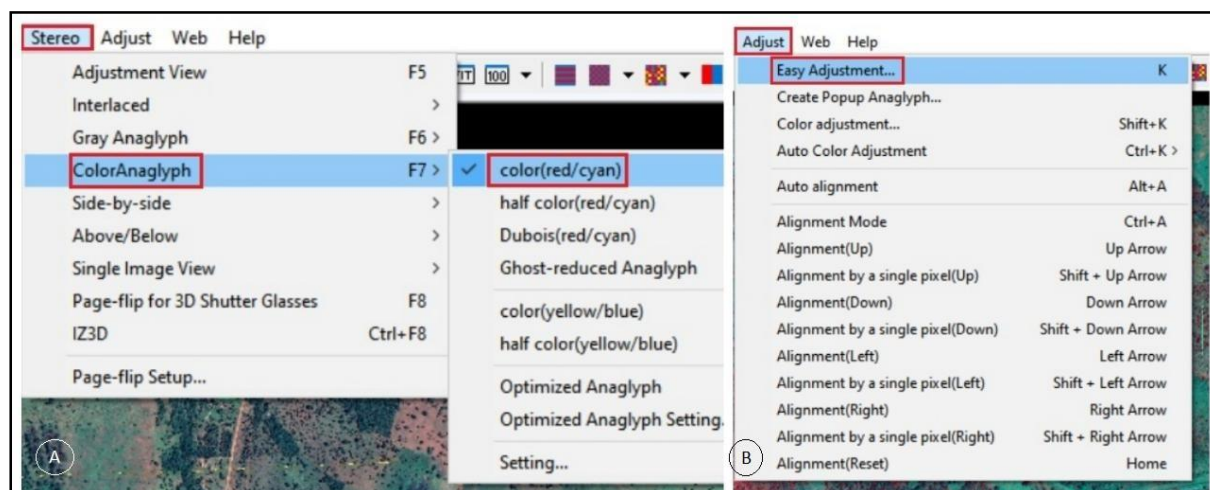 Stereo Adjust Web Help
Adjustment View F5
Interlaced >
Gray Anaglyph F6 >
ColorAnaglyph F7 >
Side-by-side >
Above/Below >
Single Image View >
Page-flip for 3D Shutter Glasses F8
IZ3D Ctrl+F8
Page-flip Setup...
100
color(red/cyan)
half color(red/cyan)
Dubois(red/cyan)
Ghost-reduced Anaglyph
color(yellow/blue)
half color(yellow/blue)
Optimized Anaglyph
Optimized Anaglyph Setting.
Setting...
A
Adjust Web Help
Easy Adjustment... K
Create Popup Anaglyph...
Color adjustment... Shift+K
Auto Color Adjustment Ctrl+K >
Auto alignment Alt+A
Alignment Mode Ctrl+A
Alignment(Up) Up Arrow
Alignment by a single pixel(Up) Shift + Up Arrow
Alignment(Down) Down Arrow
Alignment by a single pixel(Down) Shift + Down Arrow
Alignment(Left) Left Arrow
Alignment by a single pixel(Left) Shift + Left Arrow
Alignment(Right) Right Arrow
Alignment by a single pixel(Right) Shift + Right Arrow
Alignment(Reset) Home
B